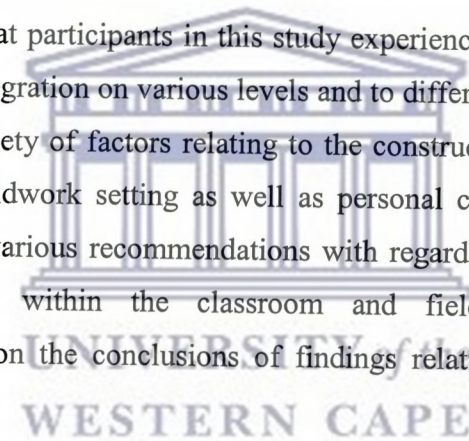 at participants in this study experienc
gration on various levels and to differ
ety of factors relating to the construc
dwork setting as well as personal c
various recommendations with regard
within the classroom and fiel
on the conclusions of findings relat
UNIVERSITY of the
WESTERN CAPE